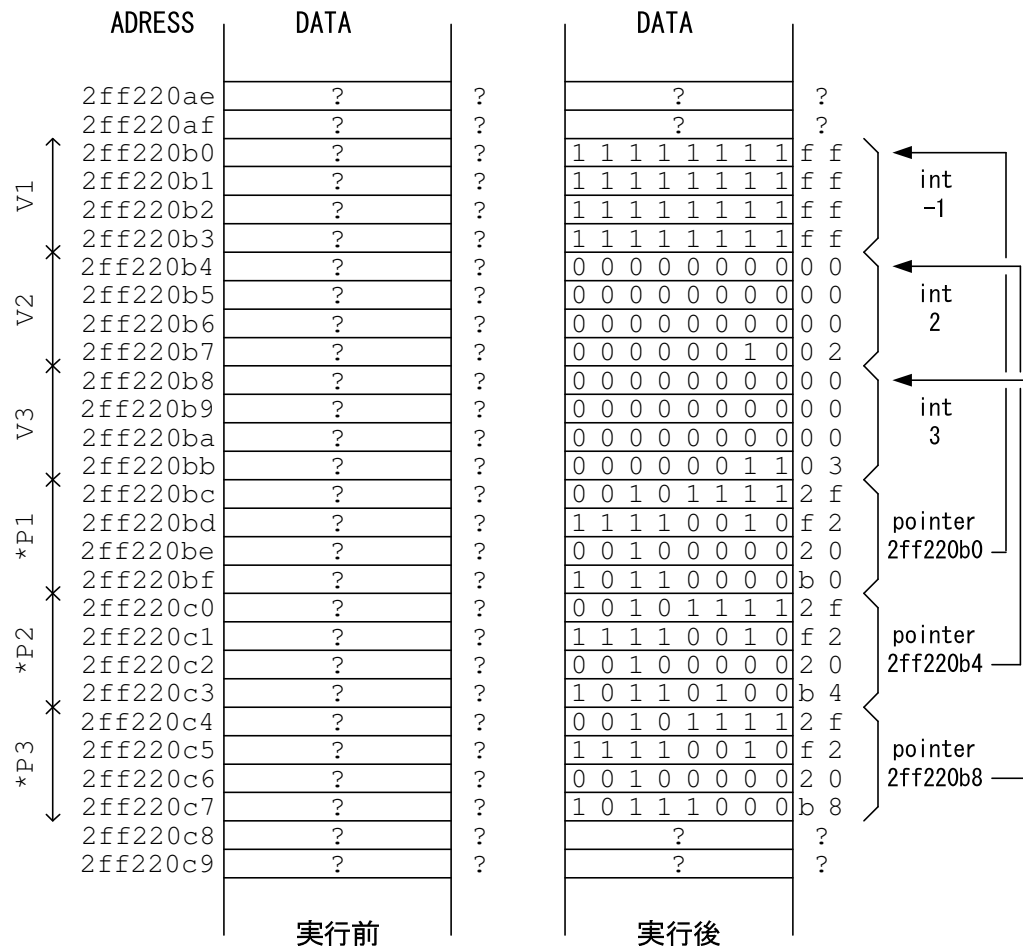 ADRESS DATA DATA
2ff220ae ? ? ? ?
2ff220af ? ? ? ?
2ff220b0 ? ? 1 1 1 1 1 1 1 1 f f
2ff220b1 ? ? 1 1 1 1 1 1 1 1 f f
2ff220b2 ? ? 1 1 1 1 1 1 1 1 f f
2ff220b3 ? ? 1 1 1 1 1 1 1 1 f f
V1
int
-1
2ff220b4 ? ? 0 0 0 0 0 0 0 0 0 0
2ff220b5 ? ? 0 0 0 0 0 0 0 0 0 0
2ff220b6 ? ? 0 0 0 0 0 0 0 0 0 0
2ff220b7 ? ? 0 0 0 0 0 0 1 0 0 2
V2
int
2
2ff220b8 ? ? 0 0 0 0 0 0 0 0 0 0
2ff220b9 ? ? 0 0 0 0 0 0 0 0 0 0
2ff220ba ? ? 0 0 0 0 0 0 0 0 0 0
2ff220bb ? ? 0 0 0 0 0 0 1 1 0 3
V3
int
3
2ff220bc ? ? 0 0 1 0 1 1 1 1 2 f
2ff220bd ? ? 1 1 1 1 0 0 1 0 f 2
2ff220be ? ? 0 0 1 0 0 0 0 0 2 0
2ff220bf ? ? 1 0 1 1 0 0 0 0 b 0
*P1
pointer
2ff220b0
2ff220c0 ? ? 0 0 1 0 1 1 1 1 2 f
2ff220c1 ? ? 1 1 1 1 0 0 1 0 f 2
2ff220c2 ? ? 0 0 1 0 0 0 0 0 2 0
2ff220c3 ? ? 1 0 1 1 0 1 0 0 b 4
*P2
pointer
2ff220b4
2ff220c4 ? ? 0 0 1 0 1 1 1 1 2 f
2ff220c5 ? ? 1 1 1 1 0 0 1 0 f 2
2ff220c6 ? ? 0 0 1 0 0 0 0 0 2 0
2ff220c7 ? ? 1 0 1 1 1 0 0 0 b 8
*P3
pointer
2ff220b8
2ff220c8 ? ? ? ?
2ff220c9 ? ? ? ?
実行前 実行後